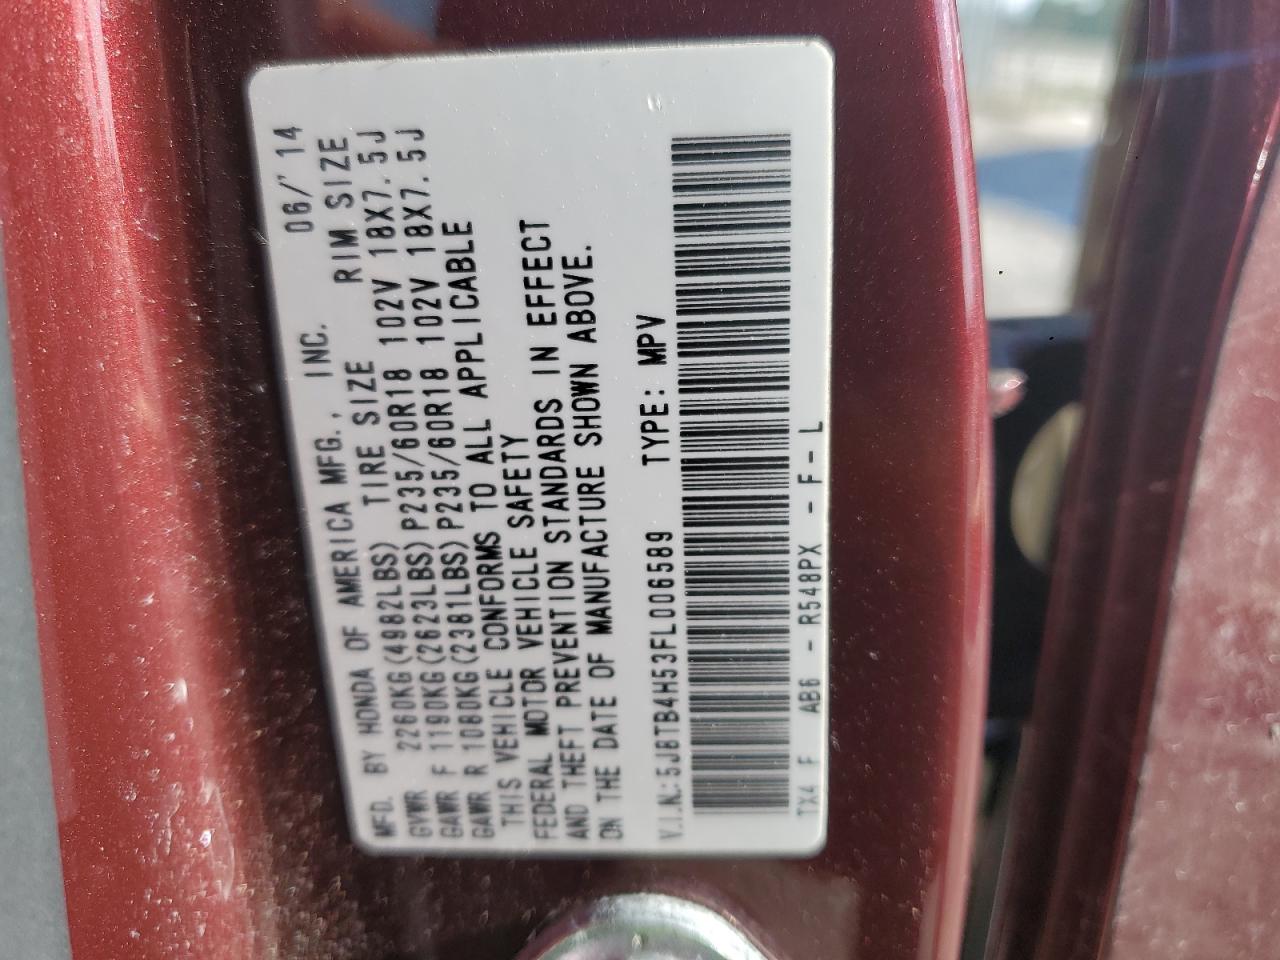 MFD. BY HONDA OF AMERICA MFG., INC. 06/'14
GVWR 2260KG(4982LBS) TIRE SIZE RIM SIZE
GAWR F 1190KG(2623LBS) P235/60R18 102V 18X7.5J
GAWR R 1080KG(2381LBS) P235/60R18 102V 18X7.5J
THIS VEHICLE CONFORMS TO ALL APPLICABLE
FEDERAL MOTOR VEHICLE SAFETY
AND THEFT PREVENTION STANDARDS IN EFFECT
ON THE DATE OF MANUFACTURE SHOWN ABOVE.
V.I.N.:5J8TB4H53FL006589 TYPE: MPV
TX4 F AB6 - R548PX - F - L